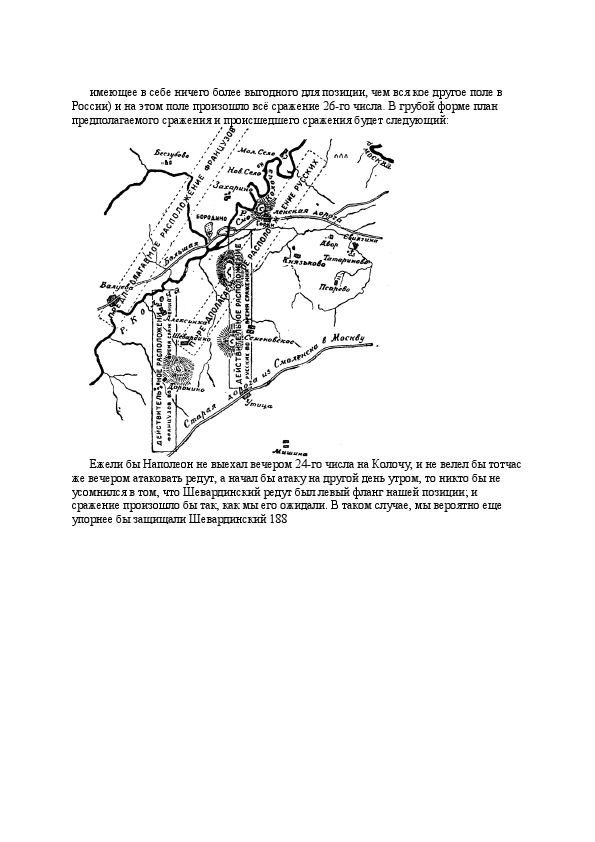 имеющее в себе ничего более выгодного для позиции, чем вся кое другое поле в
России) и на этом поле произошло всё сражение 26-го числа. В грубой форме план
предполагаемого сражения и происшедшего сражения будет следующий:
Беззубово
Мал. Село
Нов. Село
Захарино
МОСКВА
ПРЕДПОЛАГАЕМОЕ РАСПОЛОЖЕНИЕ ФРАНЦУЗОВ
БОРОДИНО
Большая
Смоленская дорога
Двор
Князьково
Татариново
Псарево
Валуево
р. Колоча
Алексинки
Шевардино
Семеновское
Доронино
ДЕЙСТВИТЕЛЬНОЕ РАСПОЛОЖЕНИЕ
ФРАНЦУЗОВ ВО
ДЕЙСТВИТЕЛЬНОЕ РАСПОЛОЖЕНИЕ
РУССКИХ ВО ВРЕМЯ СРАЖЕНИЯ
ПРЕДПОЛАГАЕМОЕ РАСПОЛОЖЕНИЕ РУССКИХ
Старая дорога из Смоленска в Москву
Утица
Мишина
Ежели бы Наполеон не выехал вечером 24-го числа на Колочу, и не велел бы тотчас
же вечером атаковать редут, а начал бы атаку на другой день утром, то никто бы не
усомнился в том, что Шевардинский редут был левый фланг нашей позиции; и
сражение произошло бы так, как мы его ожидали. В таком случае, мы вероятно еще
упорнее бы защищали Шевардинский 188